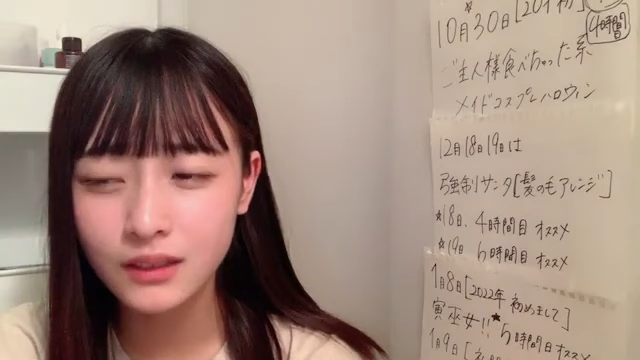 10月30日[20才初]
4時間目
ご主人様食べちゃった系
メイドコスプレハロウィン
12月18日19日は
強制サンタ[髪の毛アレンジ]
*18日、4時間目オススメ
*19日 5時間目オススメ
1月8日[2022年 初めまして]
寅巫女!!*5時間目オススメ
1月9日